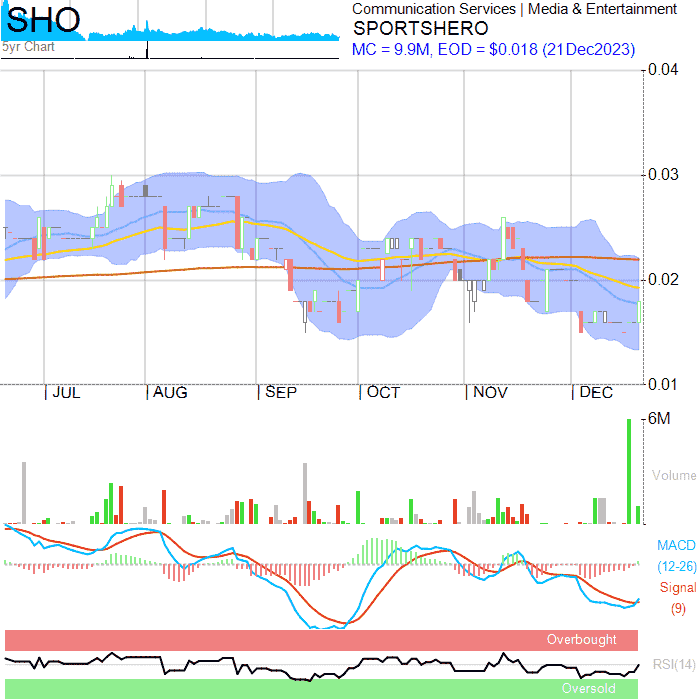 SHO
5yr Chart
Communication Services | Media & Entertainment
SPORTSHERO
MC = 9.9M, EOD = $0.018 (21Dec2023)
0.04
0.03
0.02
0.01
JUL AUG SEP OCT NOV DEC
6M
Volume
MACD
(12-26)
Signal
(9)
Overbought
RSI(14)
Oversold